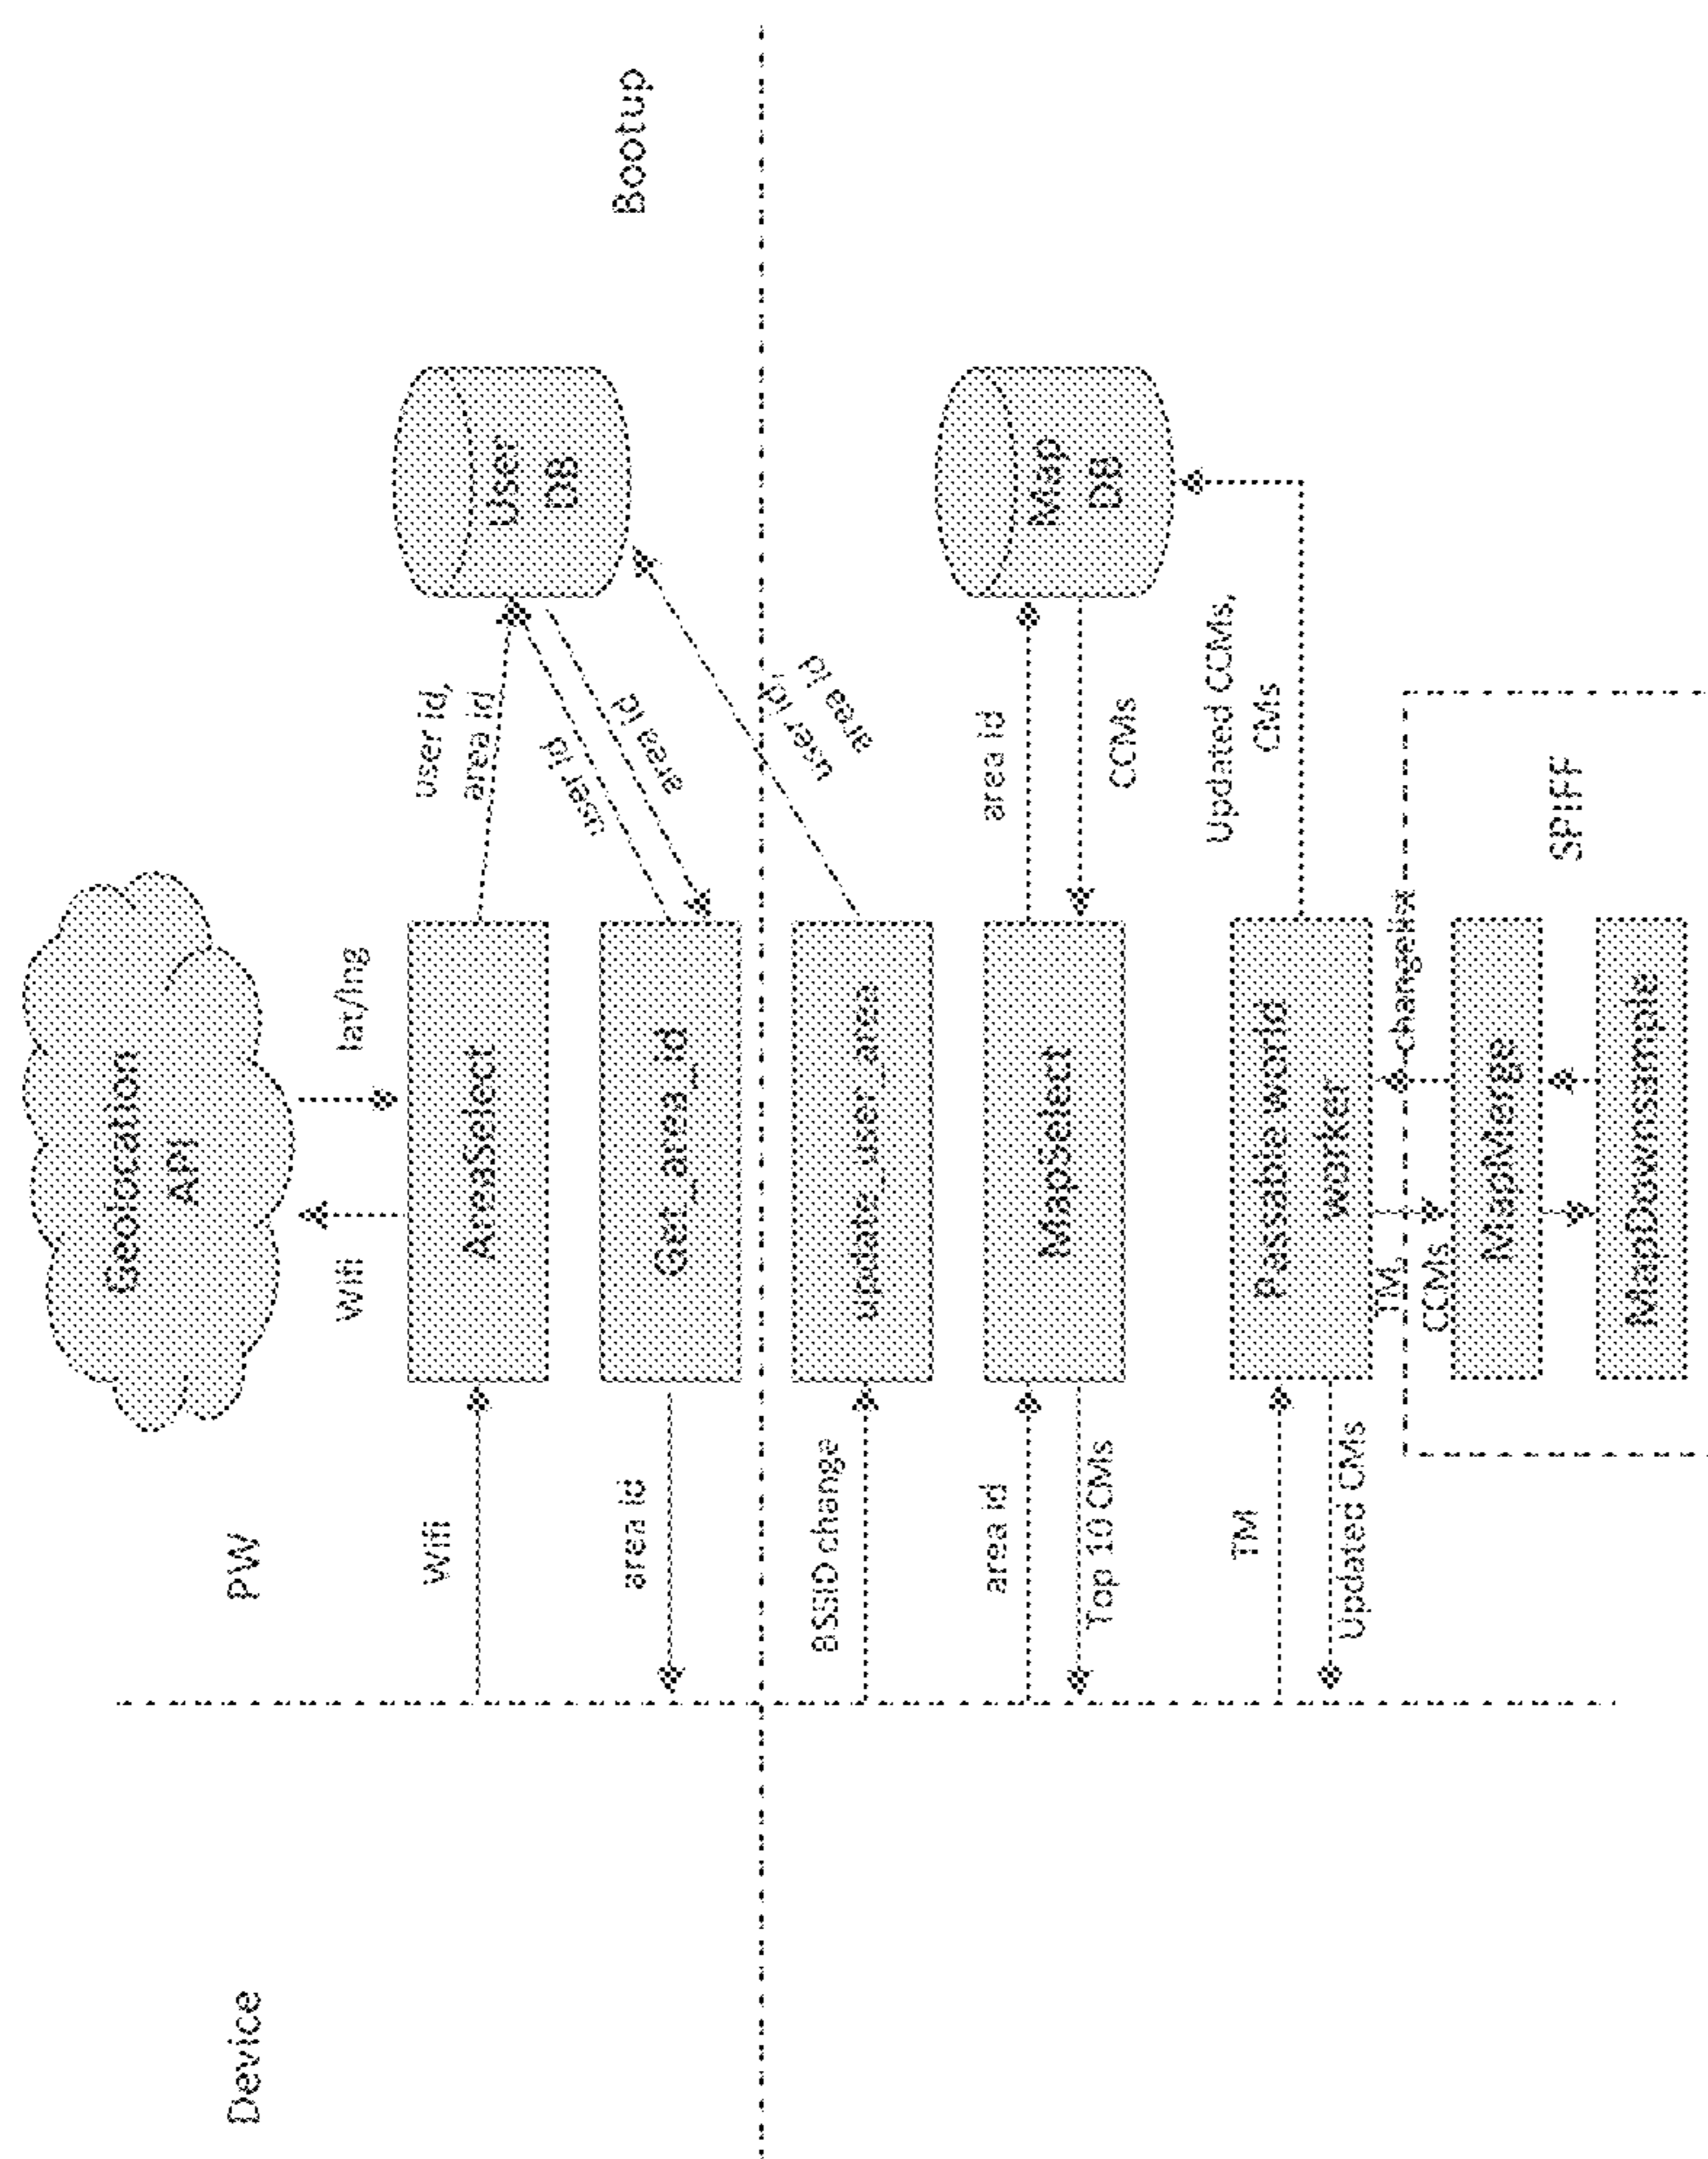 Geolocation
API
Device
PW
Wifi
lat/lng
Bootup
Wifi
AreaSelect
user id,
area id
User
DB
area id
Get_area_id
user id
area id
BSSID change
update_user_area
user id,
area id
area id
Top 10 CMs
MapSelect
area id
CCMs
Map
DB
TM
Updated CMs
Passable world
worker
Updated CCMs,
CMs
TM,
CCMs
changelist
MapMerge
SPIFF
MapDownsample